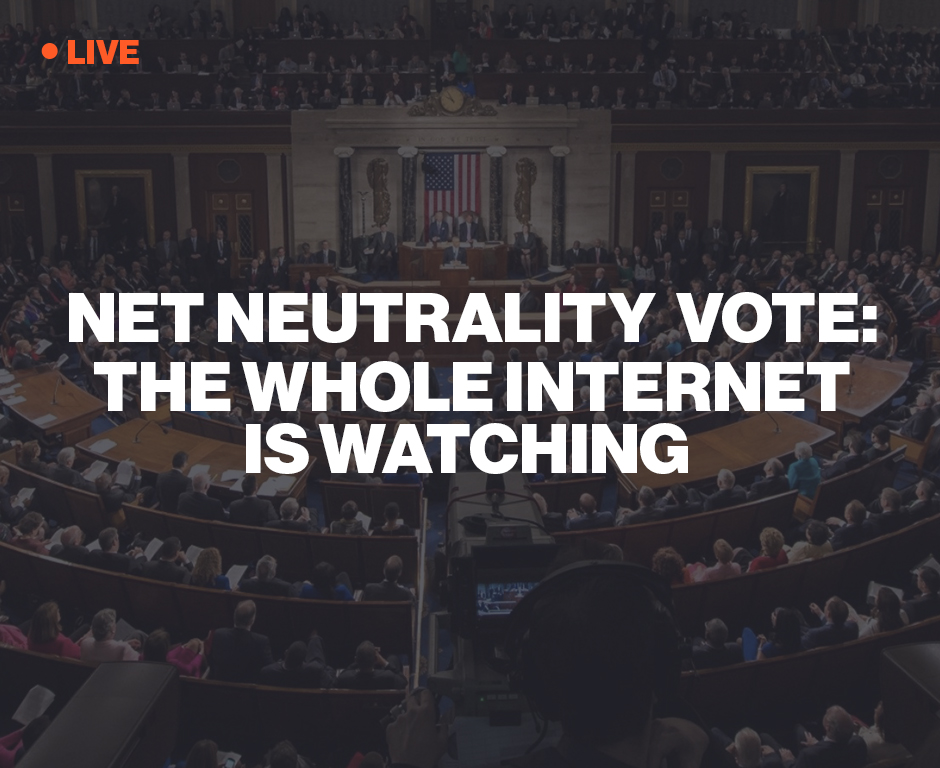 LIVE
NET NEUTRALITY VOTE:
THE WHOLE INTERNET
IS WATCHING